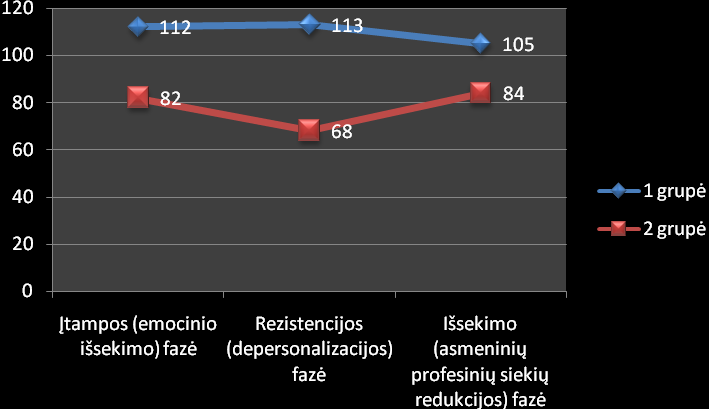 120
100
80
60
40
20
0
112
113
105
82
68
84
1 grupė
2 grupė
Įtampos (emocinio
išsekimo) fazė
Rezistencijos
(depersonalizacijos)
fazė
Išsekimo
(asmeninių
profesinių siekių
redukcijos) fazė